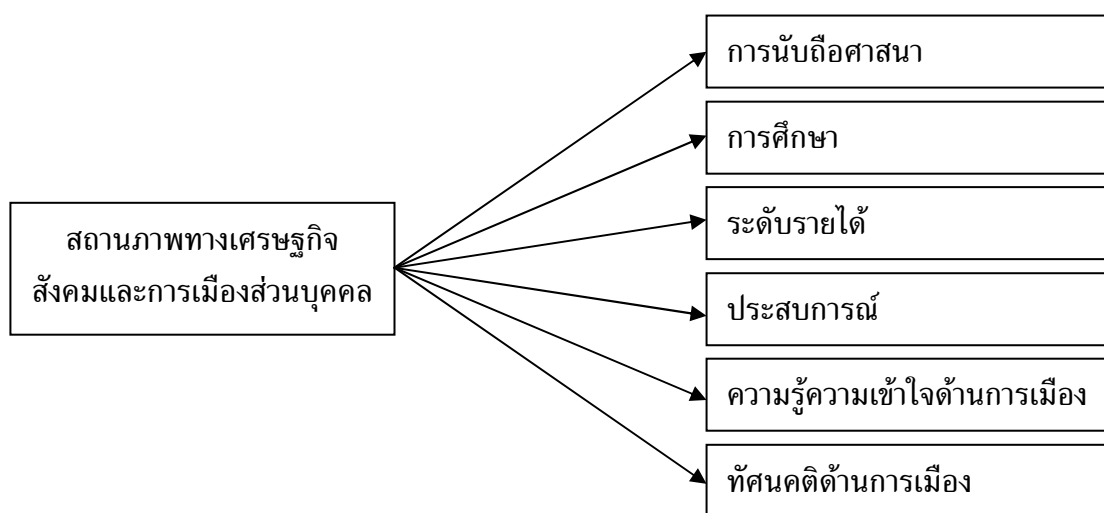 สถานภาพทางเศรษฐกิจ
สังคมและการเมืองส่วนบุคคล
การนับถือศาสนา
การศึกษา
ระดับรายได้
ประสบการณ์
ความรู้ความเข้าใจด้านการเมือง
ทัศนคติด้านการเมือง